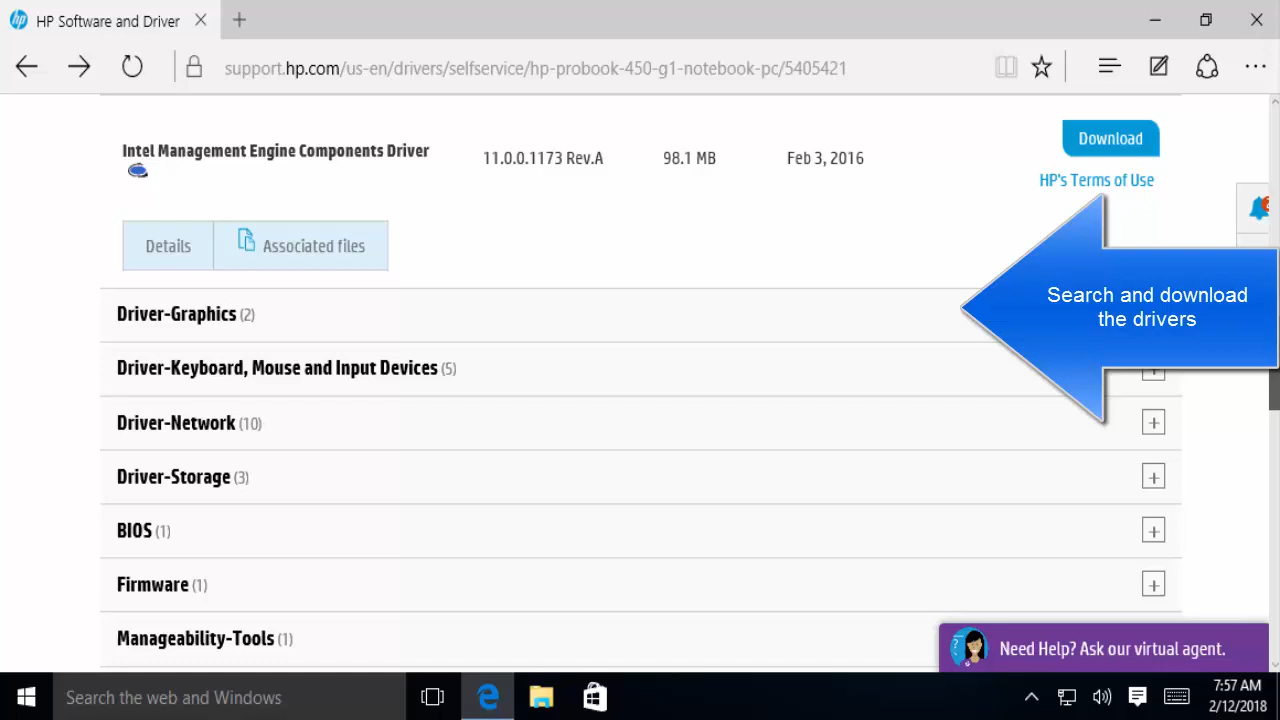 HP Software and Driver
support.hp.com/us-en/drivers/selfservice/hp-probook-450-g1-notebook-pc/5405421
Intel Management Engine Components Driver
11.0.0.1173 Rev.A
98.1 MB
Feb 3, 2016
Download
HP's Terms of Use
Details
Associated files
Search and download
the drivers
Driver-Graphics (2)
Driver-Keyboard, Mouse and Input Devices (5)
Driver-Network (10)
Driver-Storage (3)
BIOS (1)
Firmware (1)
Manageability-Tools (1)
Need Help? Ask our virtual agent.
Search the web and Windows
7:57 AM
2/12/2018